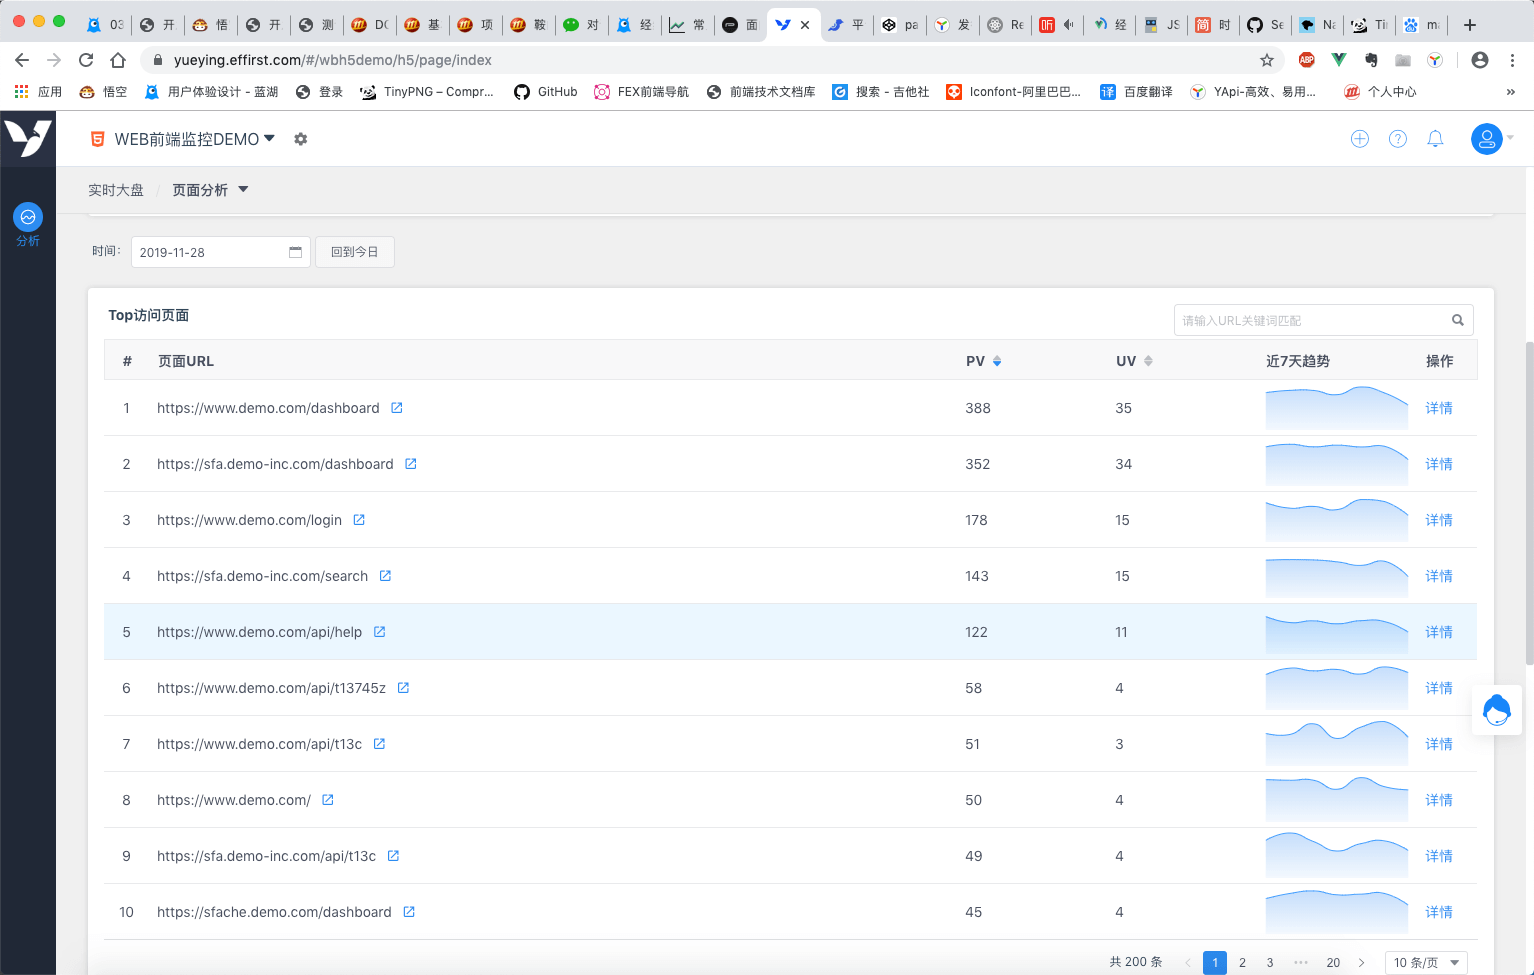 03 开 悟 开 测 DC 基 项 鞍 对 经 常 面 平 pa 发 Re 听 经 JS 简 时 Se Na Ti ma
yueying.effirst.com/#/wbh5demo/h5/page/index
ABP
应用 悟空 用户体验设计 - 蓝湖 登录 TinyPNG – Compr... GitHub FEX前端导航 前端技术文档库 搜索 - 吉他社 Iconfont-阿里巴巴... 译 百度翻译 YApi-高效、易用... 个人中心 »
WEB前端监控DEMO
实时大盘 / 页面分析
分析
时间: 2019-11-28 回到今日
Top访问页面 请输入URL关键词匹配
# 页面URL PV UV 近7天趋势 操作
1 https://www.demo.com/dashboard 388 35 详情
2 https://sfa.demo-inc.com/dashboard 352 34 详情
3 https://www.demo.com/login 178 15 详情
4 https://sfa.demo-inc.com/search 143 15 详情
5 https://www.demo.com/api/help 122 11 详情
6 https://www.demo.com/api/t13745z 58 4 详情
7 https://www.demo.com/api/t13c 51 3 详情
8 https://www.demo.com/ 50 4 详情
9 https://sfa.demo-inc.com/api/t13c 49 4 详情
10 https://sfache.demo.com/dashboard 45 4 详情
共 200 条 1 2 3 ••• 20 10 条/页